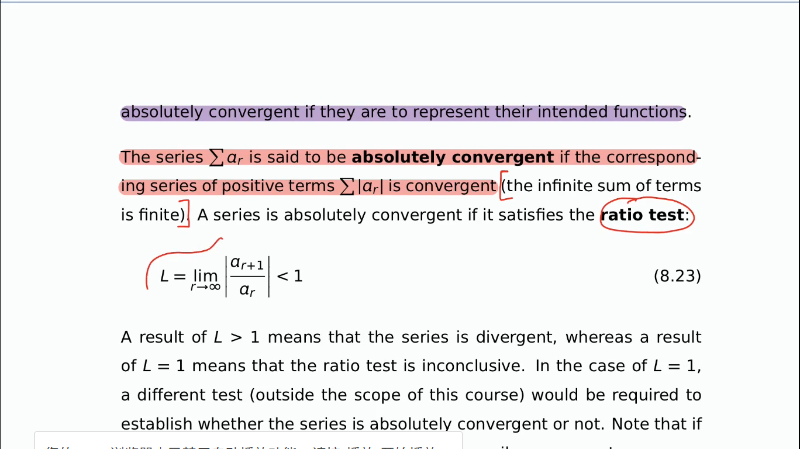 absolutely convergent if they are to represent their intended functions.
The series ∑aᵣ is said to be absolutely convergent if the correspond-
ing series of positive terms ∑|aᵣ| is convergent (the infinite sum of terms
is finite). A series is absolutely convergent if it satisfies the ratio test:
L = lim r→∞ |aᵣ₊₁ / aᵣ| < 1 (8.23)
A result of L > 1 means that the series is divergent, whereas a result
of L = 1 means that the ratio test is inconclusive. In the case of L = 1,
a different test (outside the scope of this course) would be required to
establish whether the series is absolutely convergent or not. Note that if